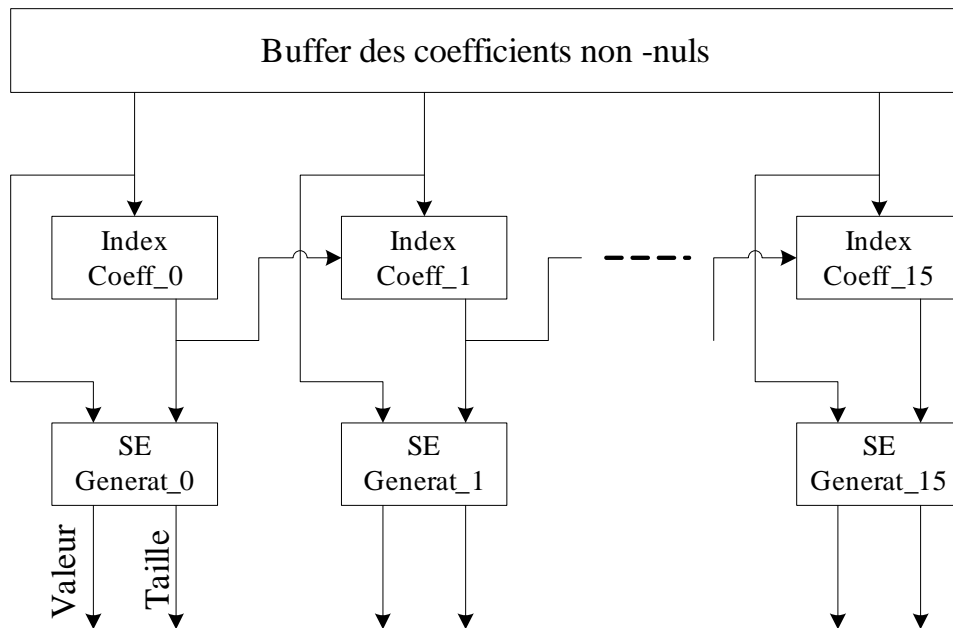 Buffer des coefficients non -nuls
Index
Coeff_0
Index
Coeff_1
Index
Coeff_15
SE
Generat_0
SE
Generat_1
SE
Generat_15
Valeur
Taille